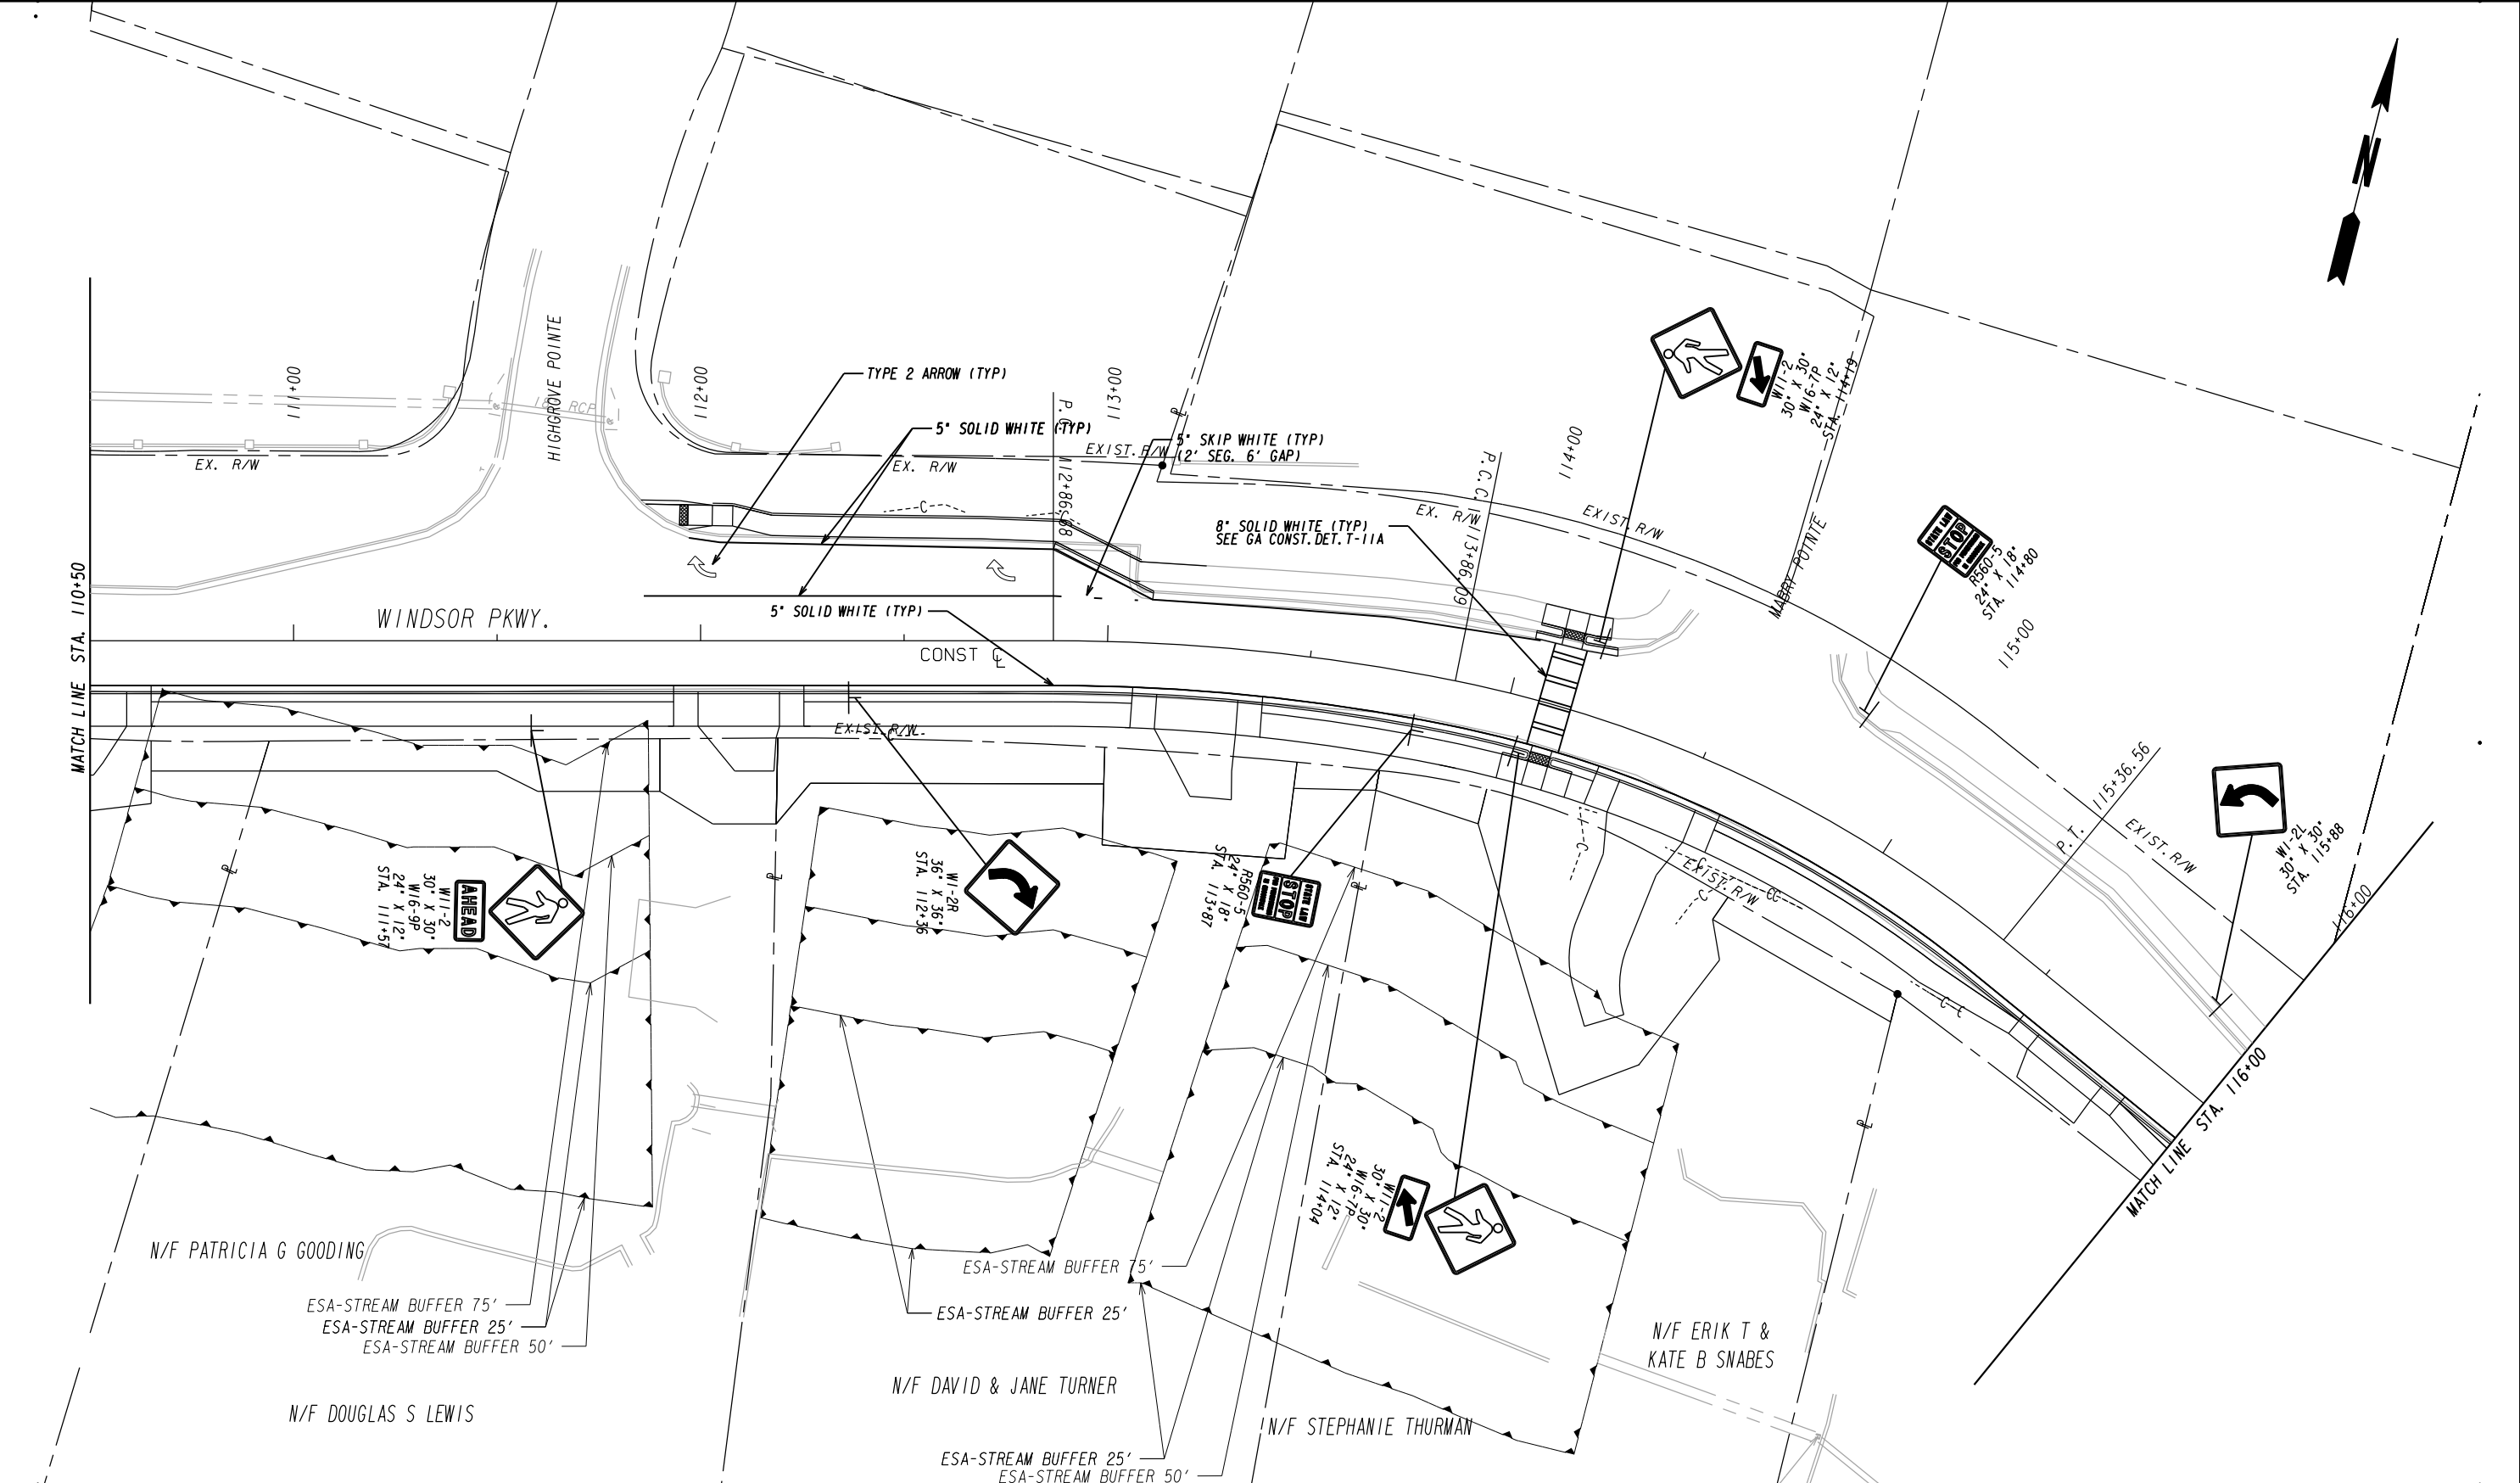 N
HIGHGROVE POINTE
18" RCP
111+00
112+00
113+00
114+00
115+00
116+00
TYPE 2 ARROW (TYP)
5" SOLID WHITE (TYP)
5" SKIP WHITE (TYP)
(2' SEG. 6' GAP)
8" SOLID WHITE (TYP)
SEE GA CONST. DET. T-11A
5" SOLID WHITE (TYP)
EX. R/W
EX. R/W
EXIST. R/W
EX. R/W
EXIST. R/W
P.C. 112+86.68
P.C.C. 113+86.09
W11-2
30" X 30"
W16-7P
24" X 12"
STA. 114+19
MABRY POINTE
STATE LAW
STOP
R560-5
24" X 18"
STA. 114+80
WINDSOR PKWY.
CONST ℄
MATCH LINE STA. 110+50
EXIST. R/W
P.T. 115+36.56
EXIST. R/W
W1-2L
30" X 30"
STA. 115+88
AHEAD
W11-2
30" X 30"
W16-9P
24" X 12"
STA. 111+57
W1-2R
36" X 36"
STA. 112+36
STATE LAW
STOP
R560-5
24" X 18"
STA. 113+87
EXIST. R/W
W11-2
30" X 30"
W16-7P
24" X 12"
STA. 114+04
MATCH LINE STA. 116+00
N/F PATRICIA G GOODING
ESA-STREAM BUFFER 75'
ESA-STREAM BUFFER 25'
ESA-STREAM BUFFER 50'
ESA-STREAM BUFFER 75'
ESA-STREAM BUFFER 25'
N/F ERIK T &
KATE B SNABES
N/F DAVID & JANE TURNER
N/F DOUGLAS S LEWIS
N/F STEPHANIE THURMAN
ESA-STREAM BUFFER 25'
ESA-STREAM BUFFER 50'